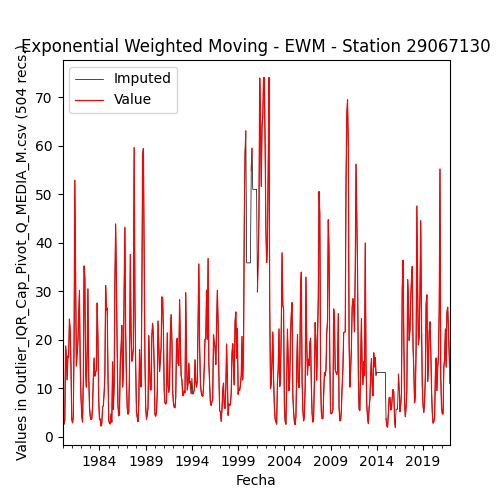 Exponential Weighted Moving - EWM - Station 29067130
Imputed
Value
Values in Outlier_IQR_Cap_Pivot_Q_MEDIA_M.csv (504 recs.)
70
60
50
40
30
20
10
0
1984 1989 1994 1999 2004 2009 2014 2019
Fecha